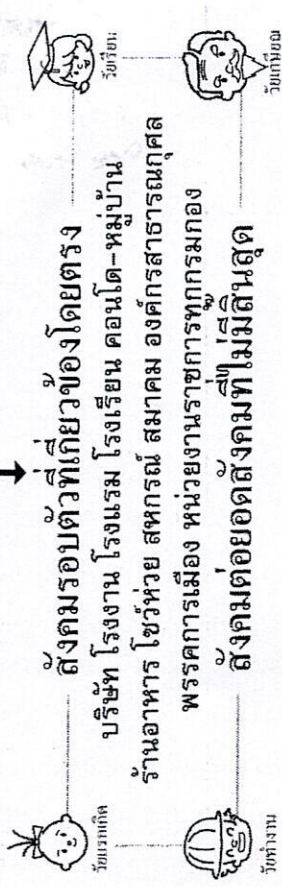 สังคมรอบตัวที่เกี่ยวข้องโดยตรง
บริษัท โรงงาน โรงแรม โรงเรียน คอนโด-หมู่บ้าน
ร้านอาหาร โชว์ห่วย สหกรณ์ สมาคม องค์กรสาธารณกุศล
พรรคการเมือง หน่วยงานราชการทุกกรมกอง
สังคมต่อยอดสังคมที่ไม่มีสิ้นสุด
วัยแรกเกิด
วัยเรียน
วัยทำงาน
วัยเกษียณ